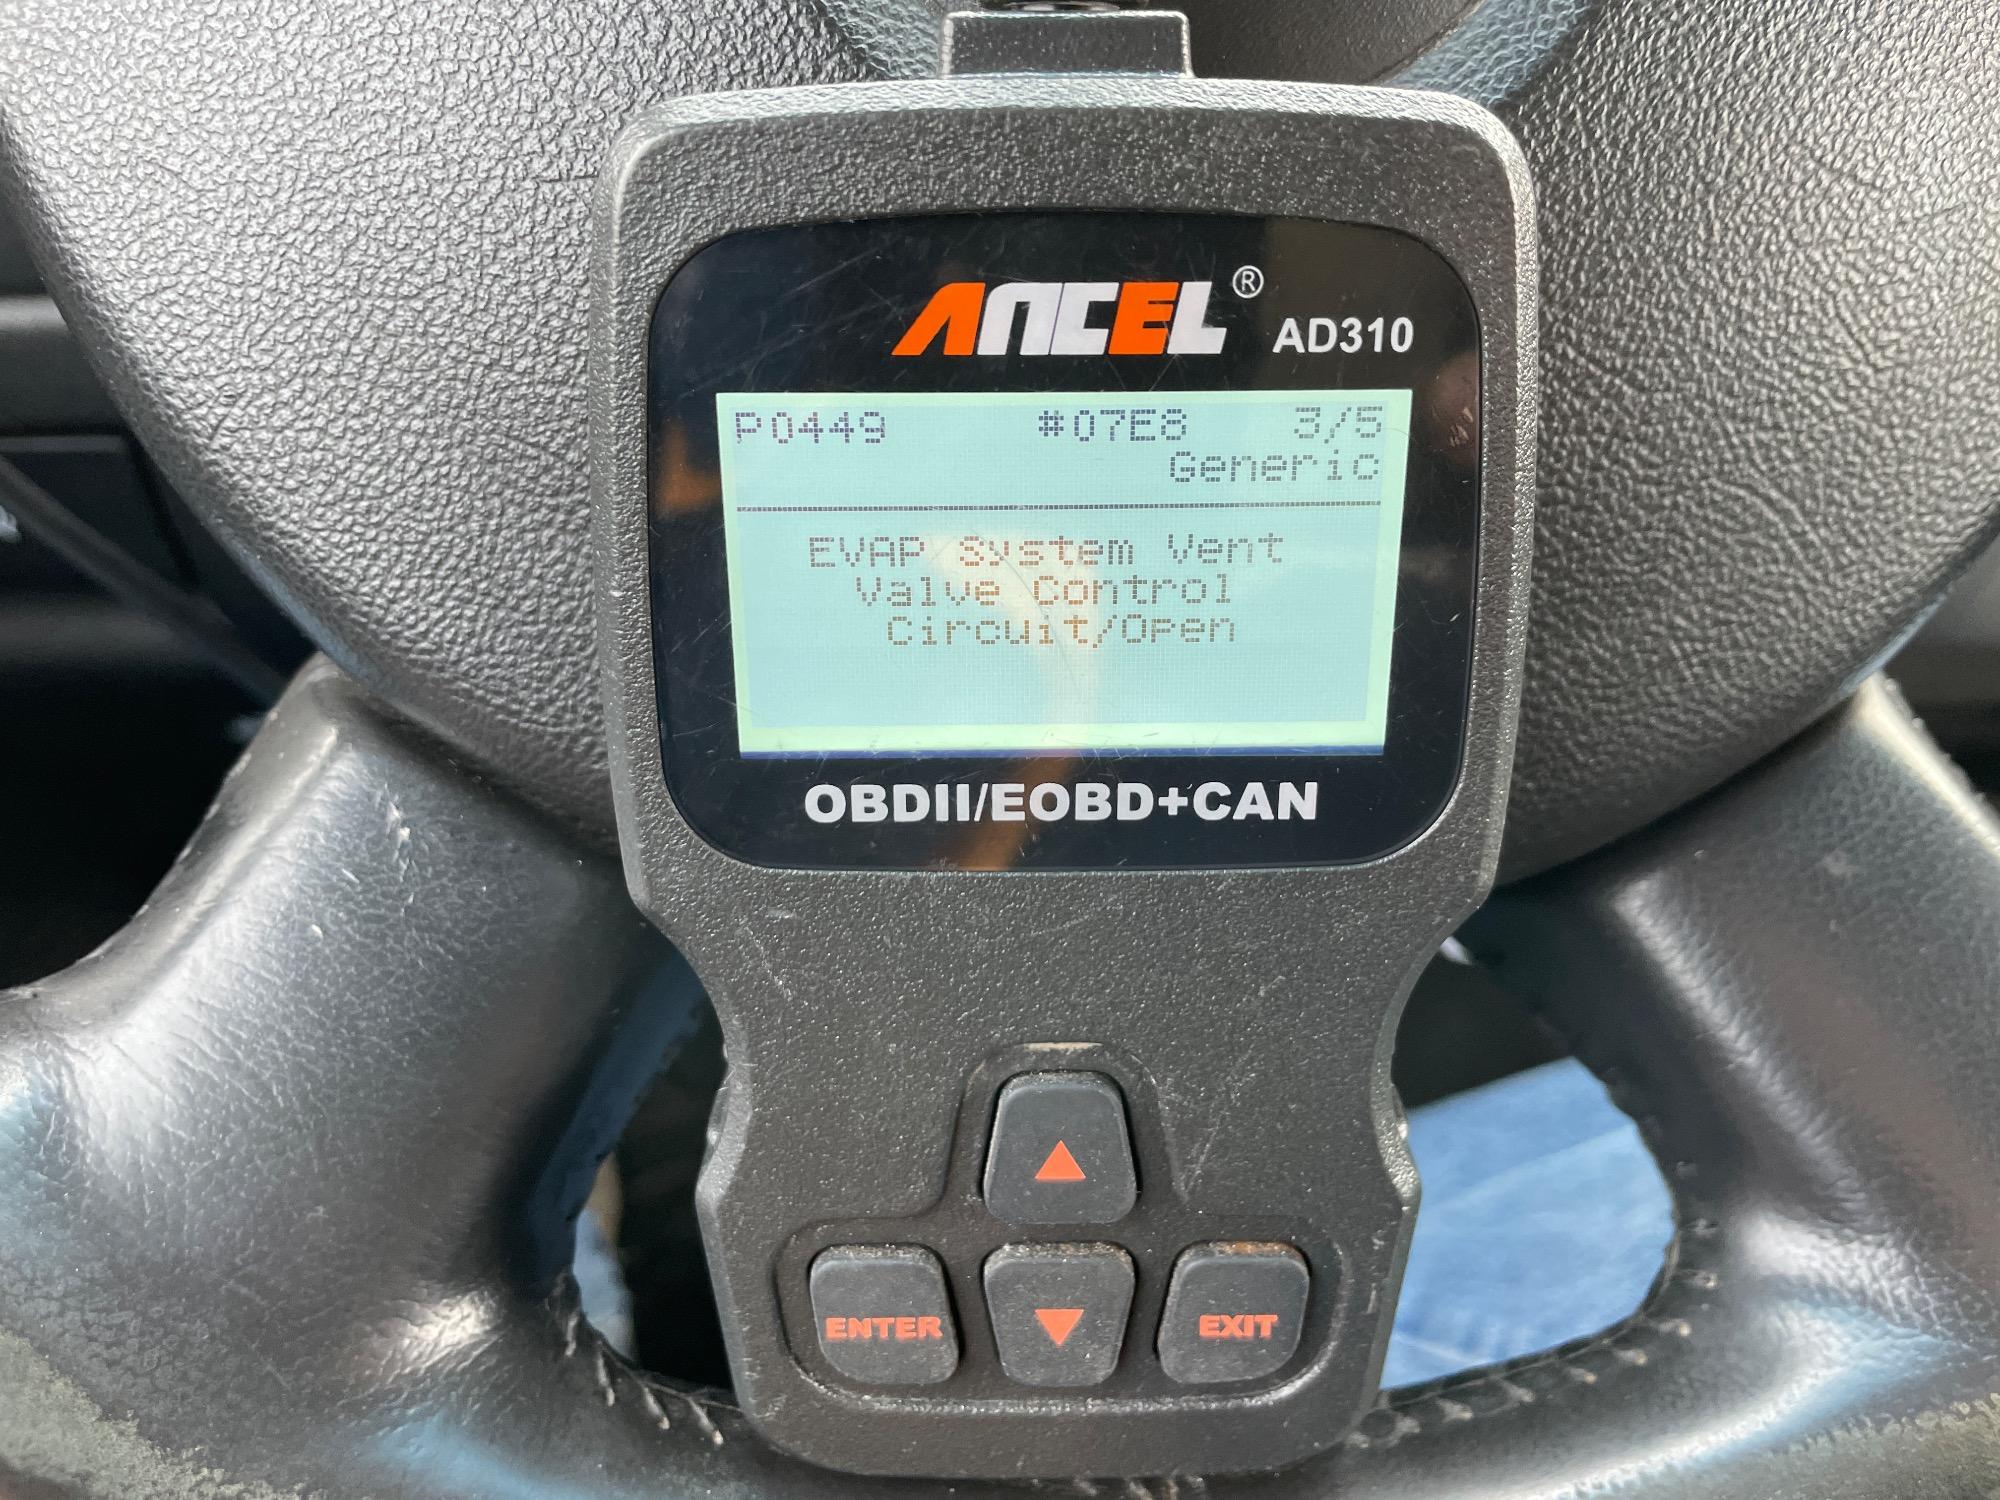 ANCEL® AD310
P0449 #07E8 3/5
Generic
EVAP System Vent
Valve Control
Circuit/Open
OBDII/EOBD+CAN
ENTER EXIT